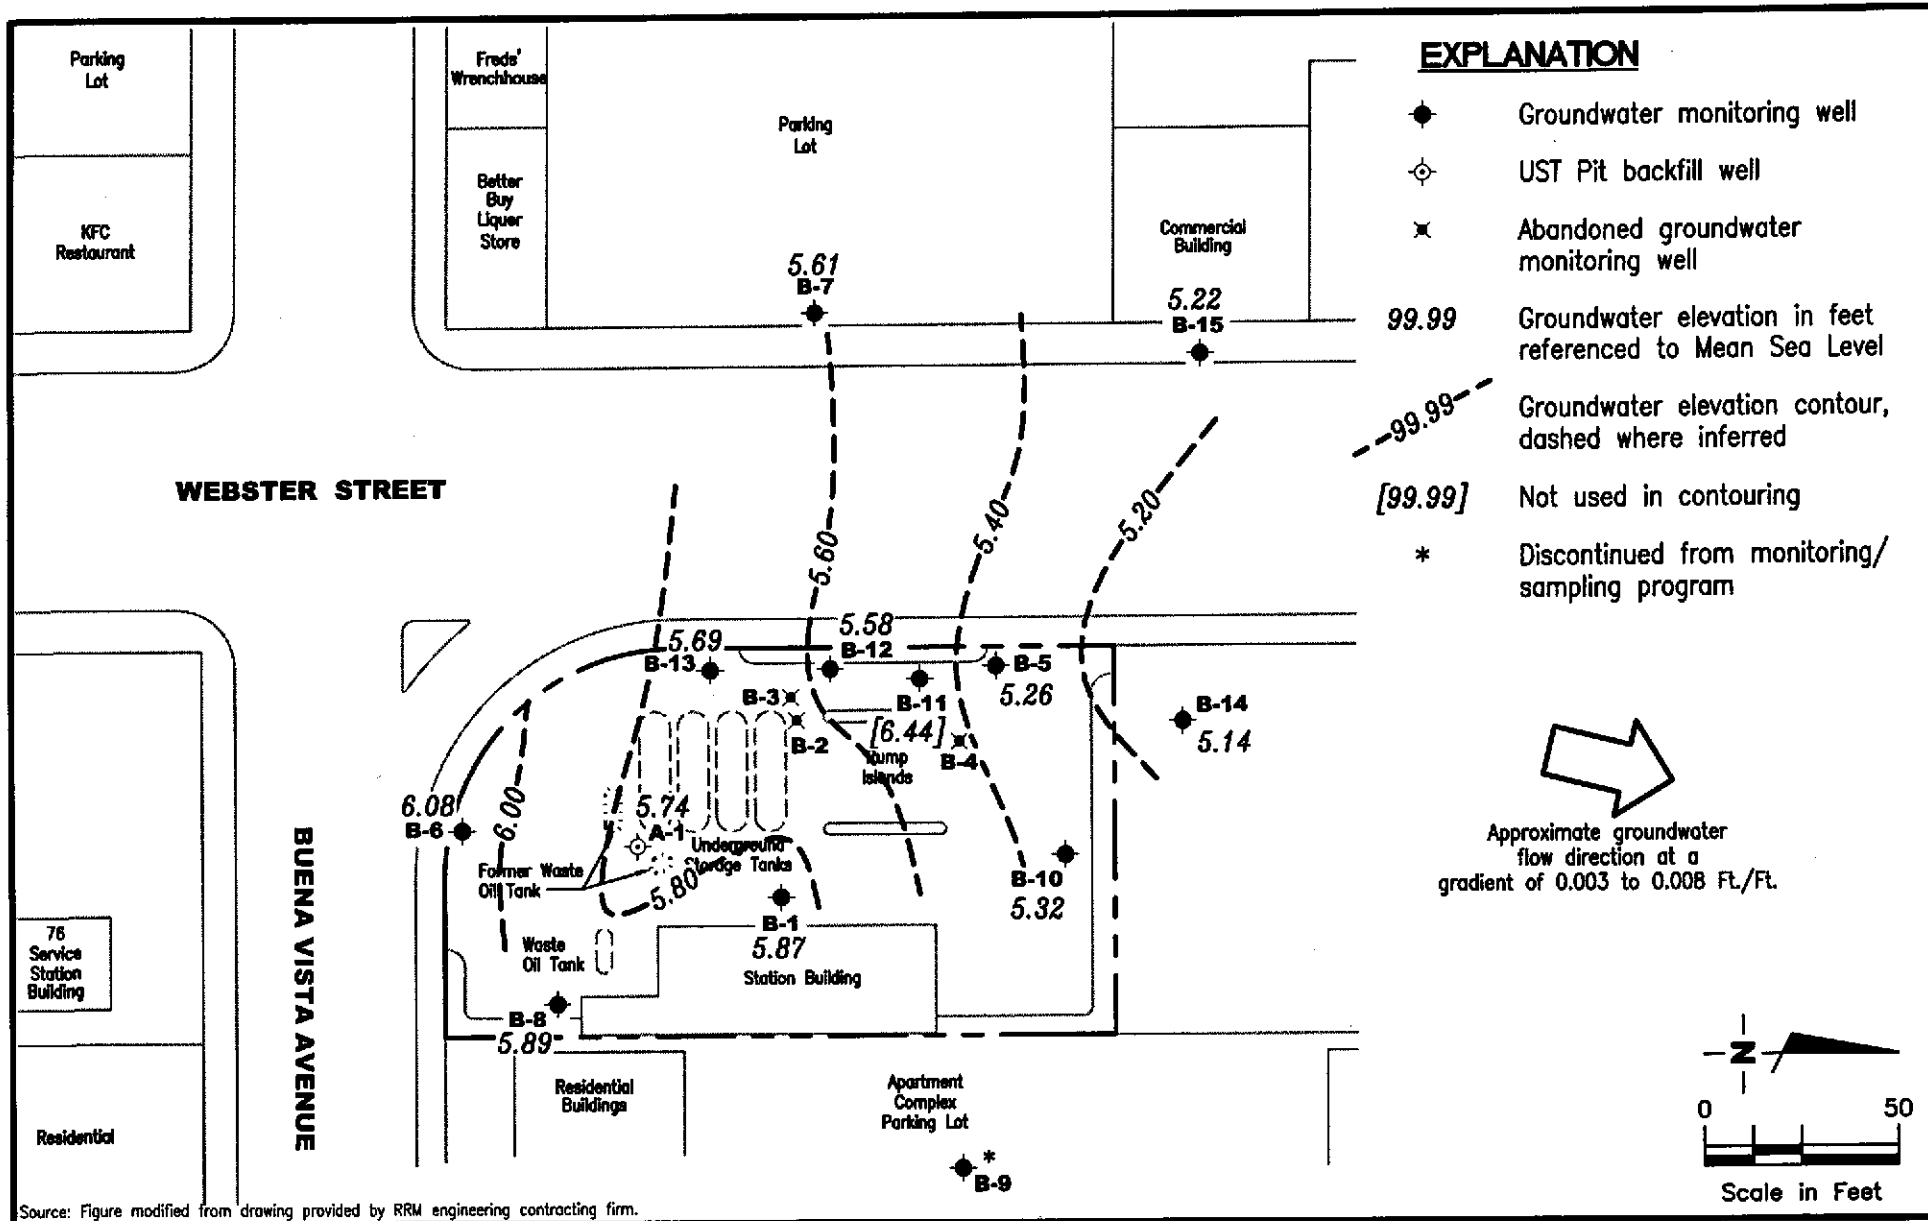 Parking
Lot
KFC
Restaurant
Freds'
Wrenchhouse
Better
Buy
Liquer
Store
Parking
Lot
Commercial
Building
5.61
B-7
5.22
B-15
EXPLANATION
Groundwater monitoring well
UST Pit backfill well
Abandoned groundwater
monitoring well
99.99
Groundwater elevation in feet
referenced to Mean Sea Level
99.99
Groundwater elevation contour,
dashed where inferred
[99.99]
Not used in contouring
*
Discontinued from monitoring/
sampling program
WEBSTER STREET
5.60
5.40
5.20
5.69
B-13
5.58
B-12
B-5
5.26
B-3
B-2
B-11
[6.44]
B-4
Pump
Islands
B-14
5.14
6.08
B-6
6.00
5.74
A-1
Underground
Storage Tanks
Former Waste
Oil Tank
5.80
B-1
5.87
B-10
5.32
Station Building
Waste
Oil Tank
B-8
5.89
BUENA VISTA AVENUE
76
Service
Station
Building
Residential
Residential
Buildings
Apartment
Complex
Parking Lot
*
B-9
Approximate groundwater
flow direction at a
gradient of 0.003 to 0.008 Ft./Ft.
N
0 50
Scale in Feet
Source: Figure modified from drawing provided by RRM engineering contracting firm.